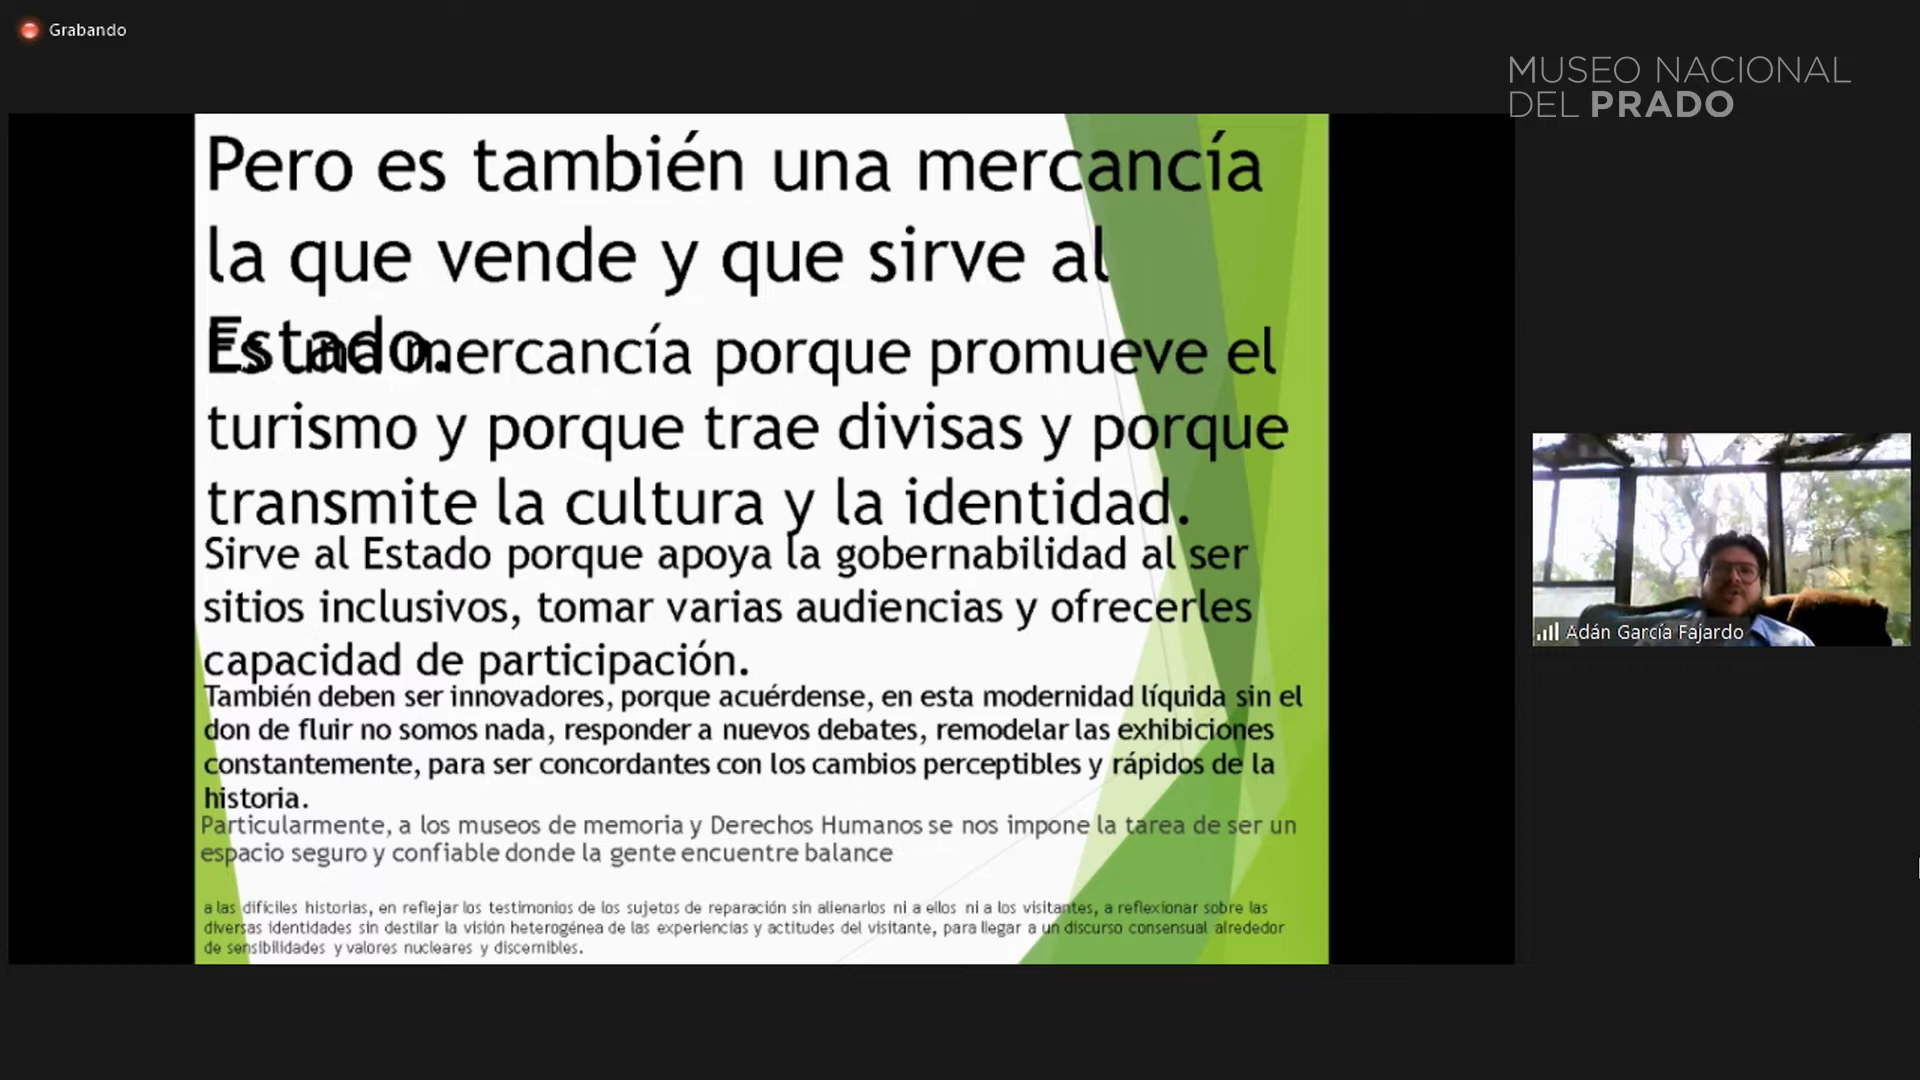 Grabando
MUSEO NACIONAL
DEL PRADO
Pero es también una mercancía
la que vende y que sirve al
Estado.
Es una mercancía porque promueve el
turismo y porque trae divisas y porque
transmite la cultura y la identidad.
Sirve al Estado porque apoya la gobernabilidad al ser
sitios inclusivos, tomar varias audiencias y ofrecerles
capacidad de participación.
También deben ser innovadores, porque acuérdense, en esta modernidad líquida sin el
don de fluir no somos nada, responder a nuevos debates, remodelar las exhibiciones
constantemente, para ser concordantes con los cambios perceptibles y rápidos de la
historia.
Particularmente, a los museos de memoria y Derechos Humanos se nos impone la tarea de ser un
espacio seguro y confiable donde la gente encuentre balance
a las difíciles historias, en reflejar los testimonios de los sujetos de reparación sin alienarlos ni a ellos ni a los visitantes, a reflexionar sobre las
diversas identidades sin destilar la visión heterogénea de las experiencias y actitudes del visitante, para llegar a un discurso consensual alrededor
de sensibilidades y valores nucleares y discernibles.
Adán García Fajardo